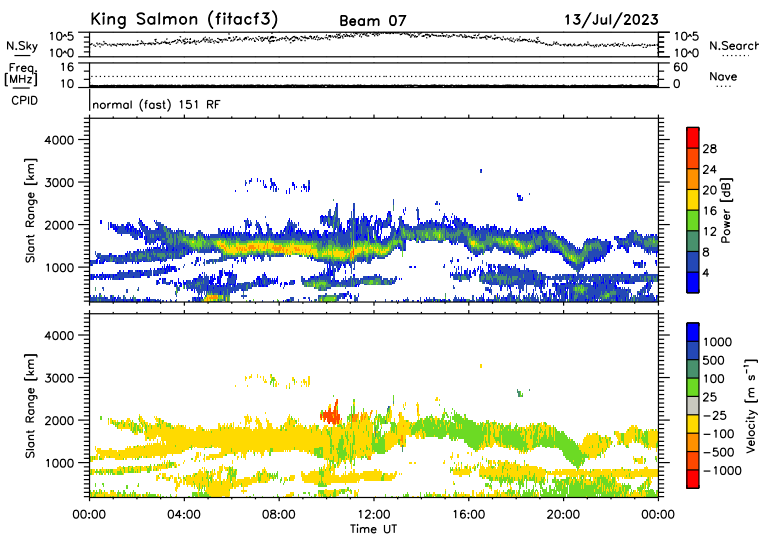 King Salmon (fitacf3) Beam 07 13/Jul/2023
N.Sky 10^5 10^0 10^5 10^0 N.Search
Freq. [MHz] 16 10 60 0 Nave
CPID normal (fast) 151 RF
Slant Range [km] 4000 3000 2000 1000
Power [dB] 28 24 20 16 12 8 4
Slant Range [km] 4000 3000 2000 1000
Velocity [m s⁻¹] 1000 500 100 25 −25 −100 −500 −1000
00:00 04:00 08:00 12:00 16:00 20:00 00:00
Time UT